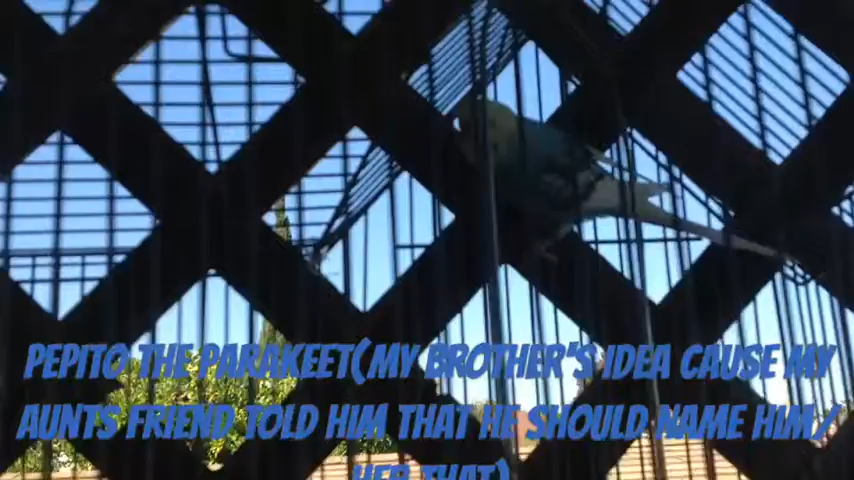 PEPITO THE PARAKEET(MY BROTHER'S IDEA CAUSE MY
AUNTS FRIEND TOLD HIM THAT HE SHOULD NAME HIM/
HER THAT)